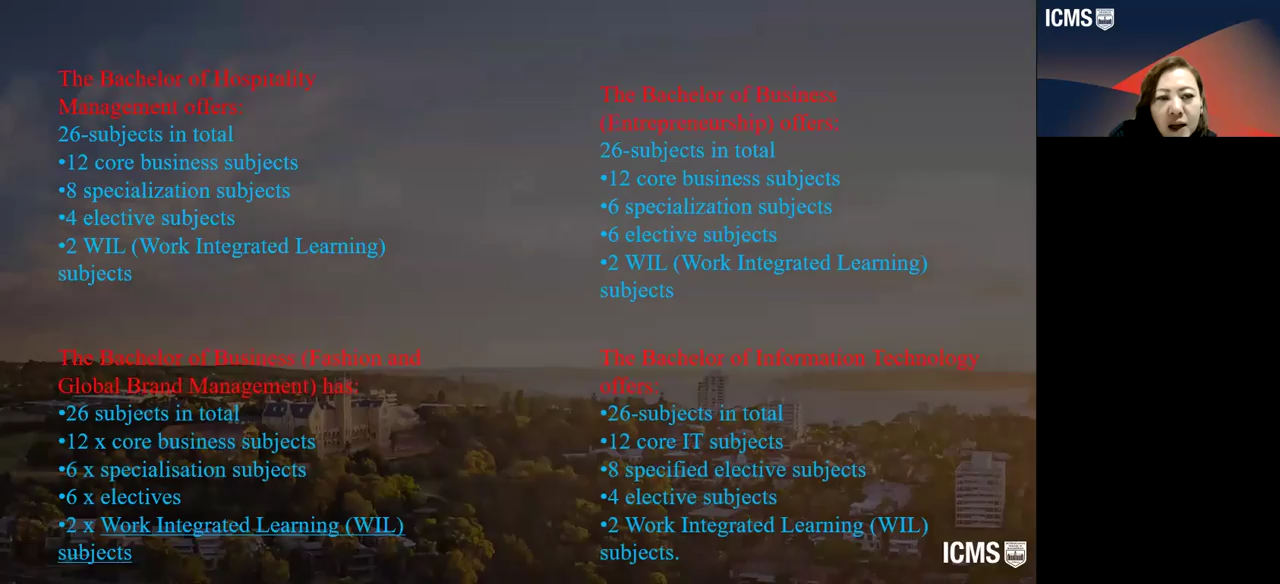 The Bachelor of Hospitality
Management offers:
26-subjects in total
•12 core business subjects
•8 specialization subjects
•4 elective subjects
•2 WIL (Work Integrated Learning)
subjects
The Bachelor of Business
(Entrepreneurship) offers:
26-subjects in total
•12 core business subjects
•6 specialization subjects
•6 elective subjects
•2 WIL (Work Integrated Learning)
subjects
The Bachelor of Business (Fashion and
Global Brand Management) has:
•26 subjects in total
•12 x core business subjects
•6 x specialisation subjects
•6 x electives
•2 x Work Integrated Learning (WIL)
subjects
The Bachelor of Information Technology
offers:
•26-subjects in total
•12 core IT subjects
•8 specified elective subjects
•4 elective subjects
•2 Work Integrated Learning (WIL)
subjects.
ICMS
ICMS